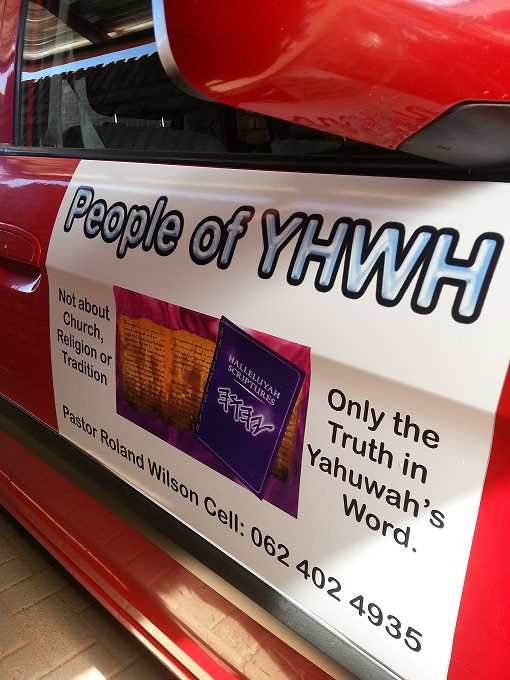 People of YHWH
Not about
Church,
Religion or
Tradition
HALLELUYAH
SCRIPTURES
𐤉𐤄𐤅𐤄
Only the
Truth in
Yahuwah's
Word.
Pastor Roland Wilson Cell: 062 402 4935